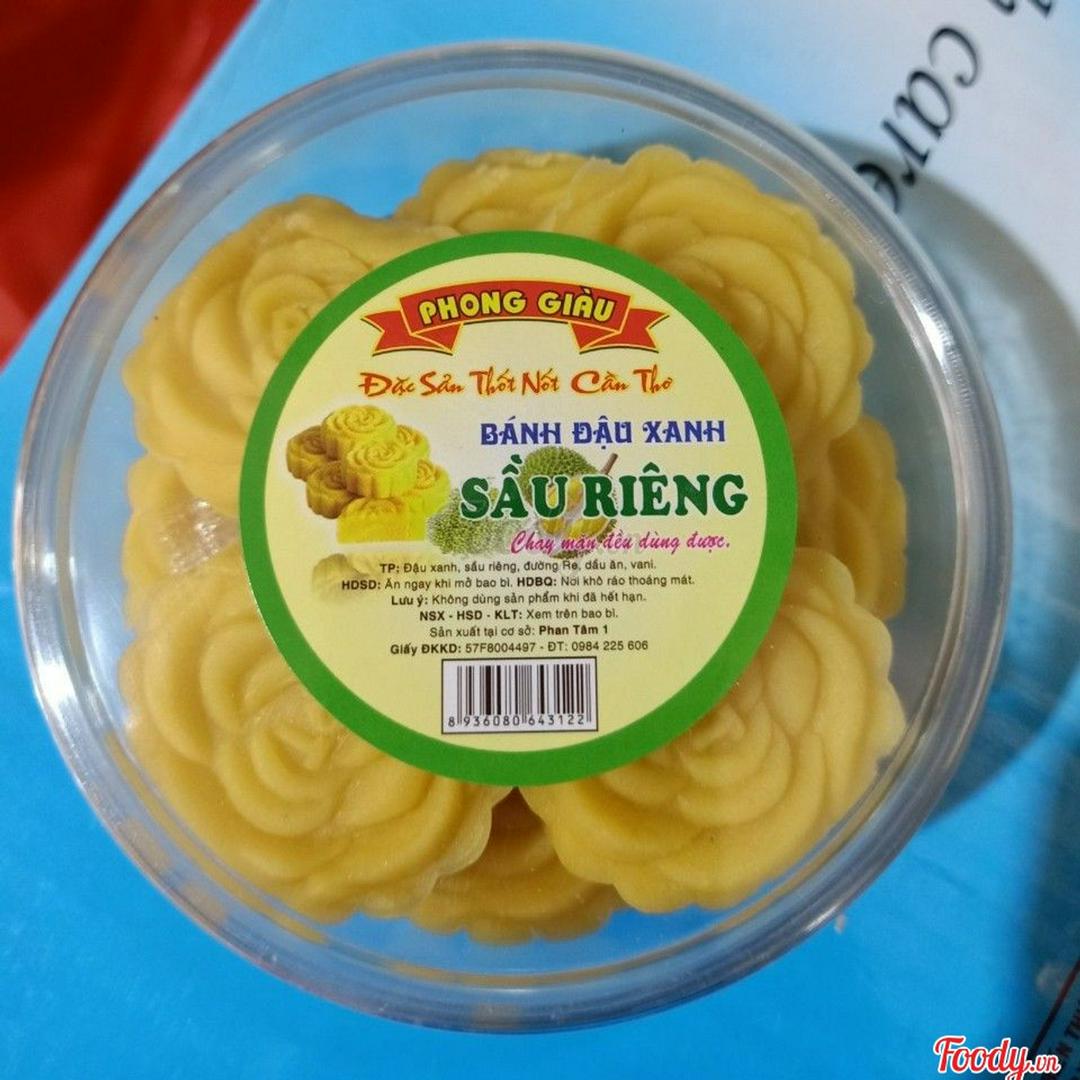 care
PHONG GIÀU
Đặc Sản Thốt Nốt Cần Thơ
BÁNH ĐẬU XANH
SẦU RIÊNG
Chay mặn đều dùng được.
TP: Đậu xanh, sầu riêng, đường Re, dầu ăn, vani.
HDSD: Ăn ngay khi mở bao bì. HDBQ: Nơi khô ráo thoáng mát.
Lưu ý: Không dùng sản phẩm khi đã hết hạn.
NSX - HSD - KLT: Xem trên bao bì.
Sản xuất tại cơ sở: Phan Tâm 1
Giấy ĐKKD: 57F8004497 - ĐT: 0984 225 606
8 936080 643122
Foody.vn